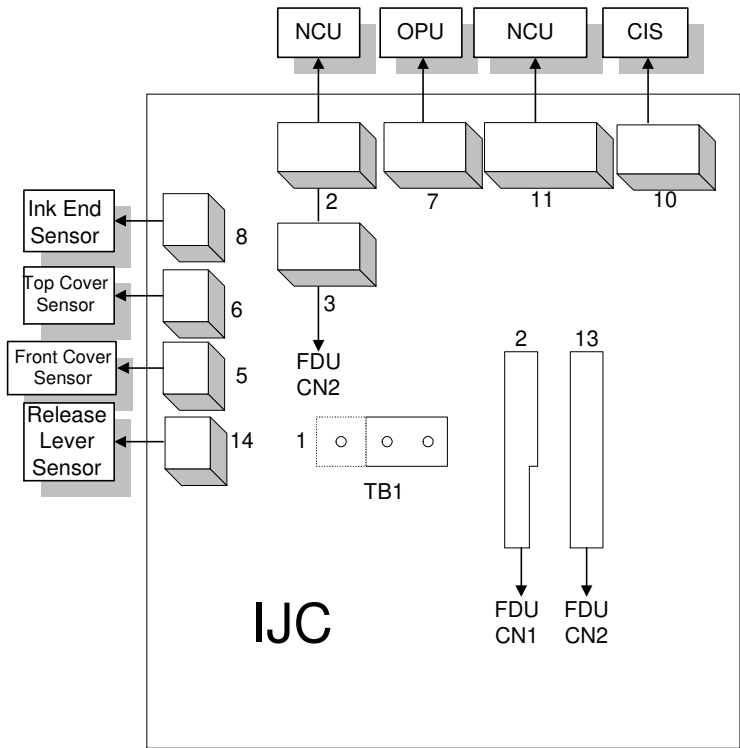 NCU
OPU
NCU
CIS
2
7
11
10
Ink End
Sensor
8
Top Cover
Sensor
6
3
Front Cover
Sensor
5
FDU
CN2
2
13
Release
Lever
Sensor
14
1
TB1
IJC
FDU
CN1
FDU
CN2